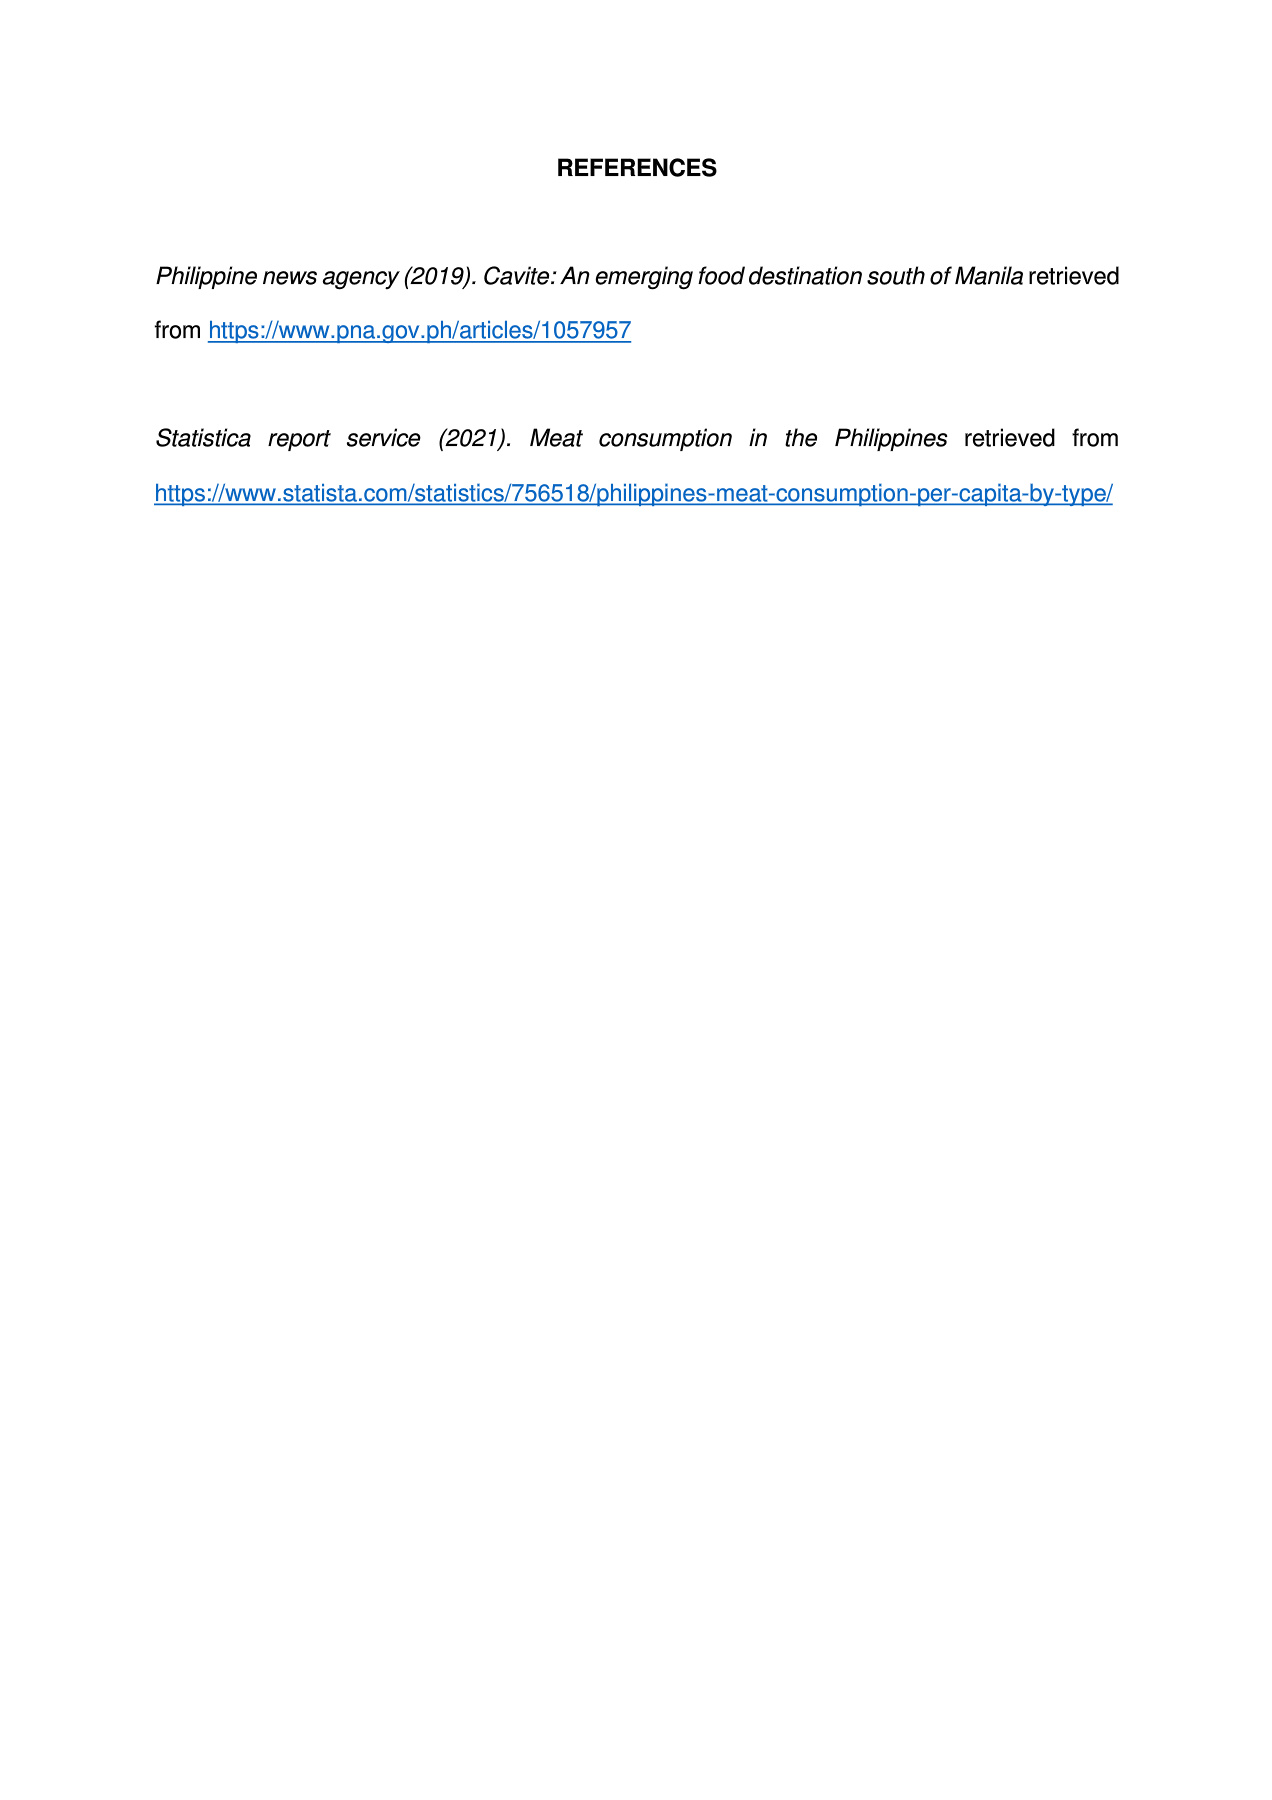 REFERENCES
Philippine news agency (2019). Cavite: An emerging food destination south of Manila retrieved
from https://www.pna.gov.ph/articles/1057957
Statistica report service (2021). Meat consumption in the Philippines retrieved from
https://www.statista.com/statistics/756518/philippines-meat-consumption-per-capita-by-type/